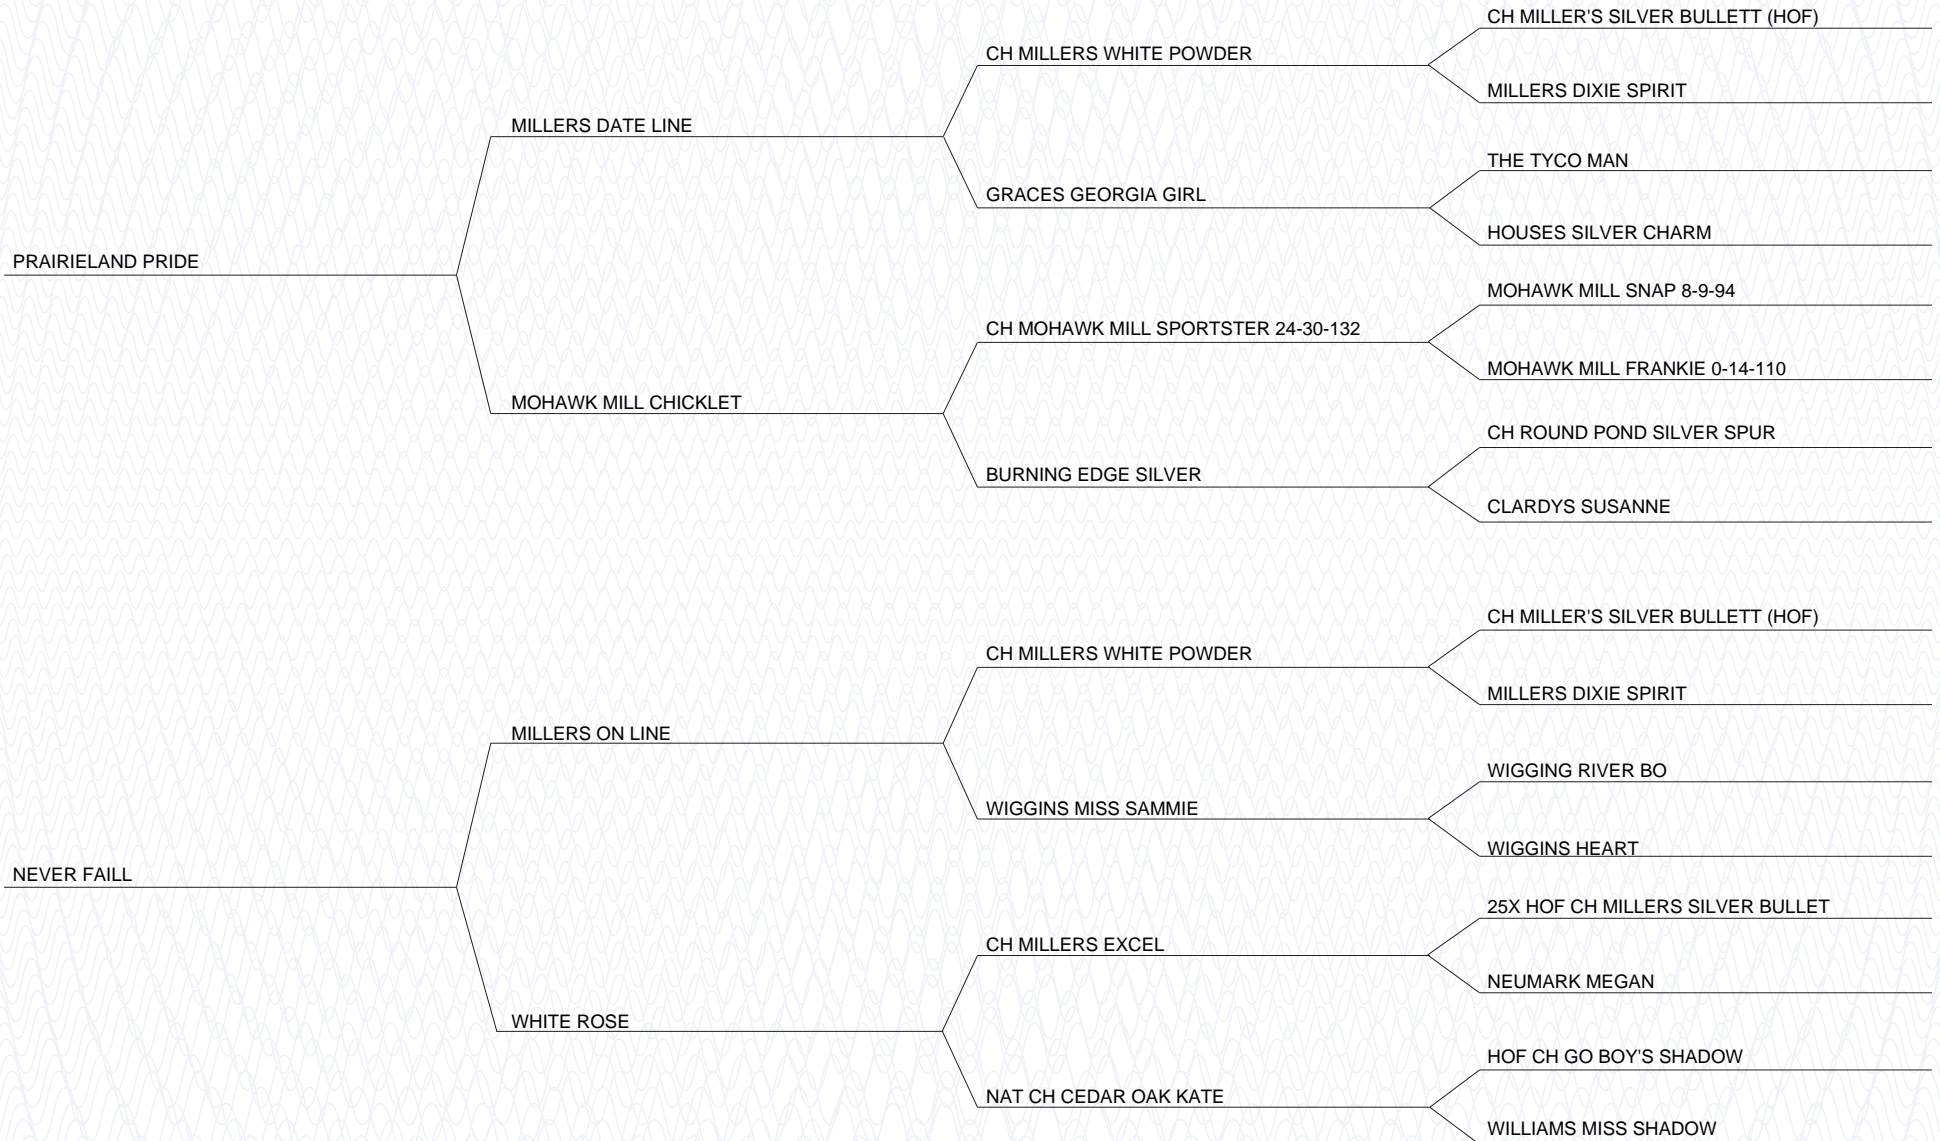 CH MILLER'S SILVER BULLETT (HOF)
CH MILLERS WHITE POWDER
MILLERS DIXIE SPIRIT
MILLERS DATE LINE
THE TYCO MAN
GRACES GEORGIA GIRL
HOUSES SILVER CHARM
PRAIRIELAND PRIDE
MOHAWK MILL SNAP 8-9-94
CH MOHAWK MILL SPORTSTER 24-30-132
MOHAWK MILL FRANKIE 0-14-110
MOHAWK MILL CHICKLET
CH ROUND POND SILVER SPUR
BURNING EDGE SILVER
CLARDYS SUSANNE
CH MILLER'S SILVER BULLETT (HOF)
CH MILLERS WHITE POWDER
MILLERS DIXIE SPIRIT
MILLERS ON LINE
WIGGING RIVER BO
WIGGINS MISS SAMMIE
WIGGINS HEART
NEVER FAILL
25X HOF CH MILLERS SILVER BULLET
CH MILLERS EXCEL
NEUMARK MEGAN
WHITE ROSE
HOF CH GO BOY'S SHADOW
NAT CH CEDAR OAK KATE
WILLIAMS MISS SHADOW